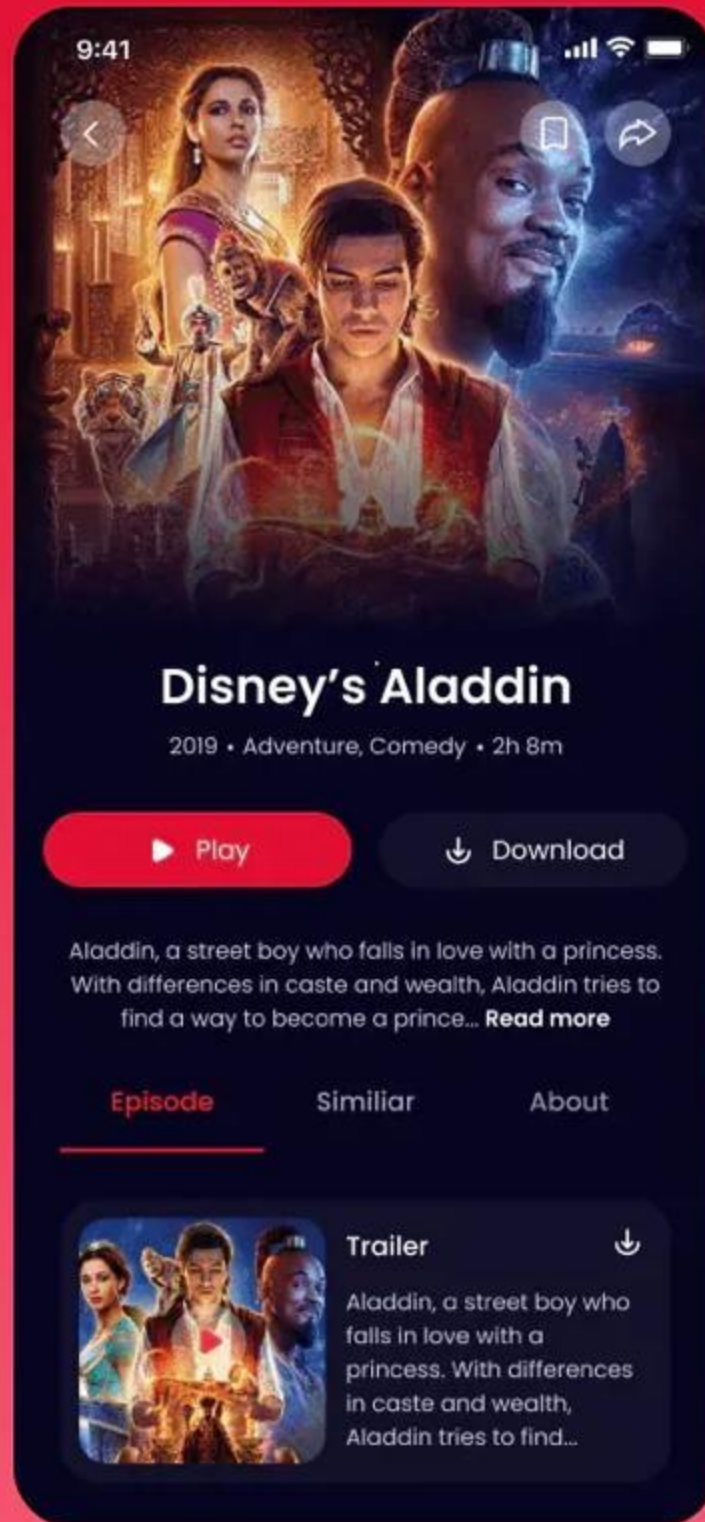 9:41
Disney's Aladdin
2019 • Adventure, Comedy • 2h 8m
Play
Download
Aladdin, a street boy who falls in love with a princess.
With differences in caste and wealth, Aladdin tries to
find a way to become a prince... Read more
Episode
Similiar
About
Trailer
Aladdin, a street boy who
falls in love with a
princess. With differences
in caste and wealth,
Aladdin tries to find...